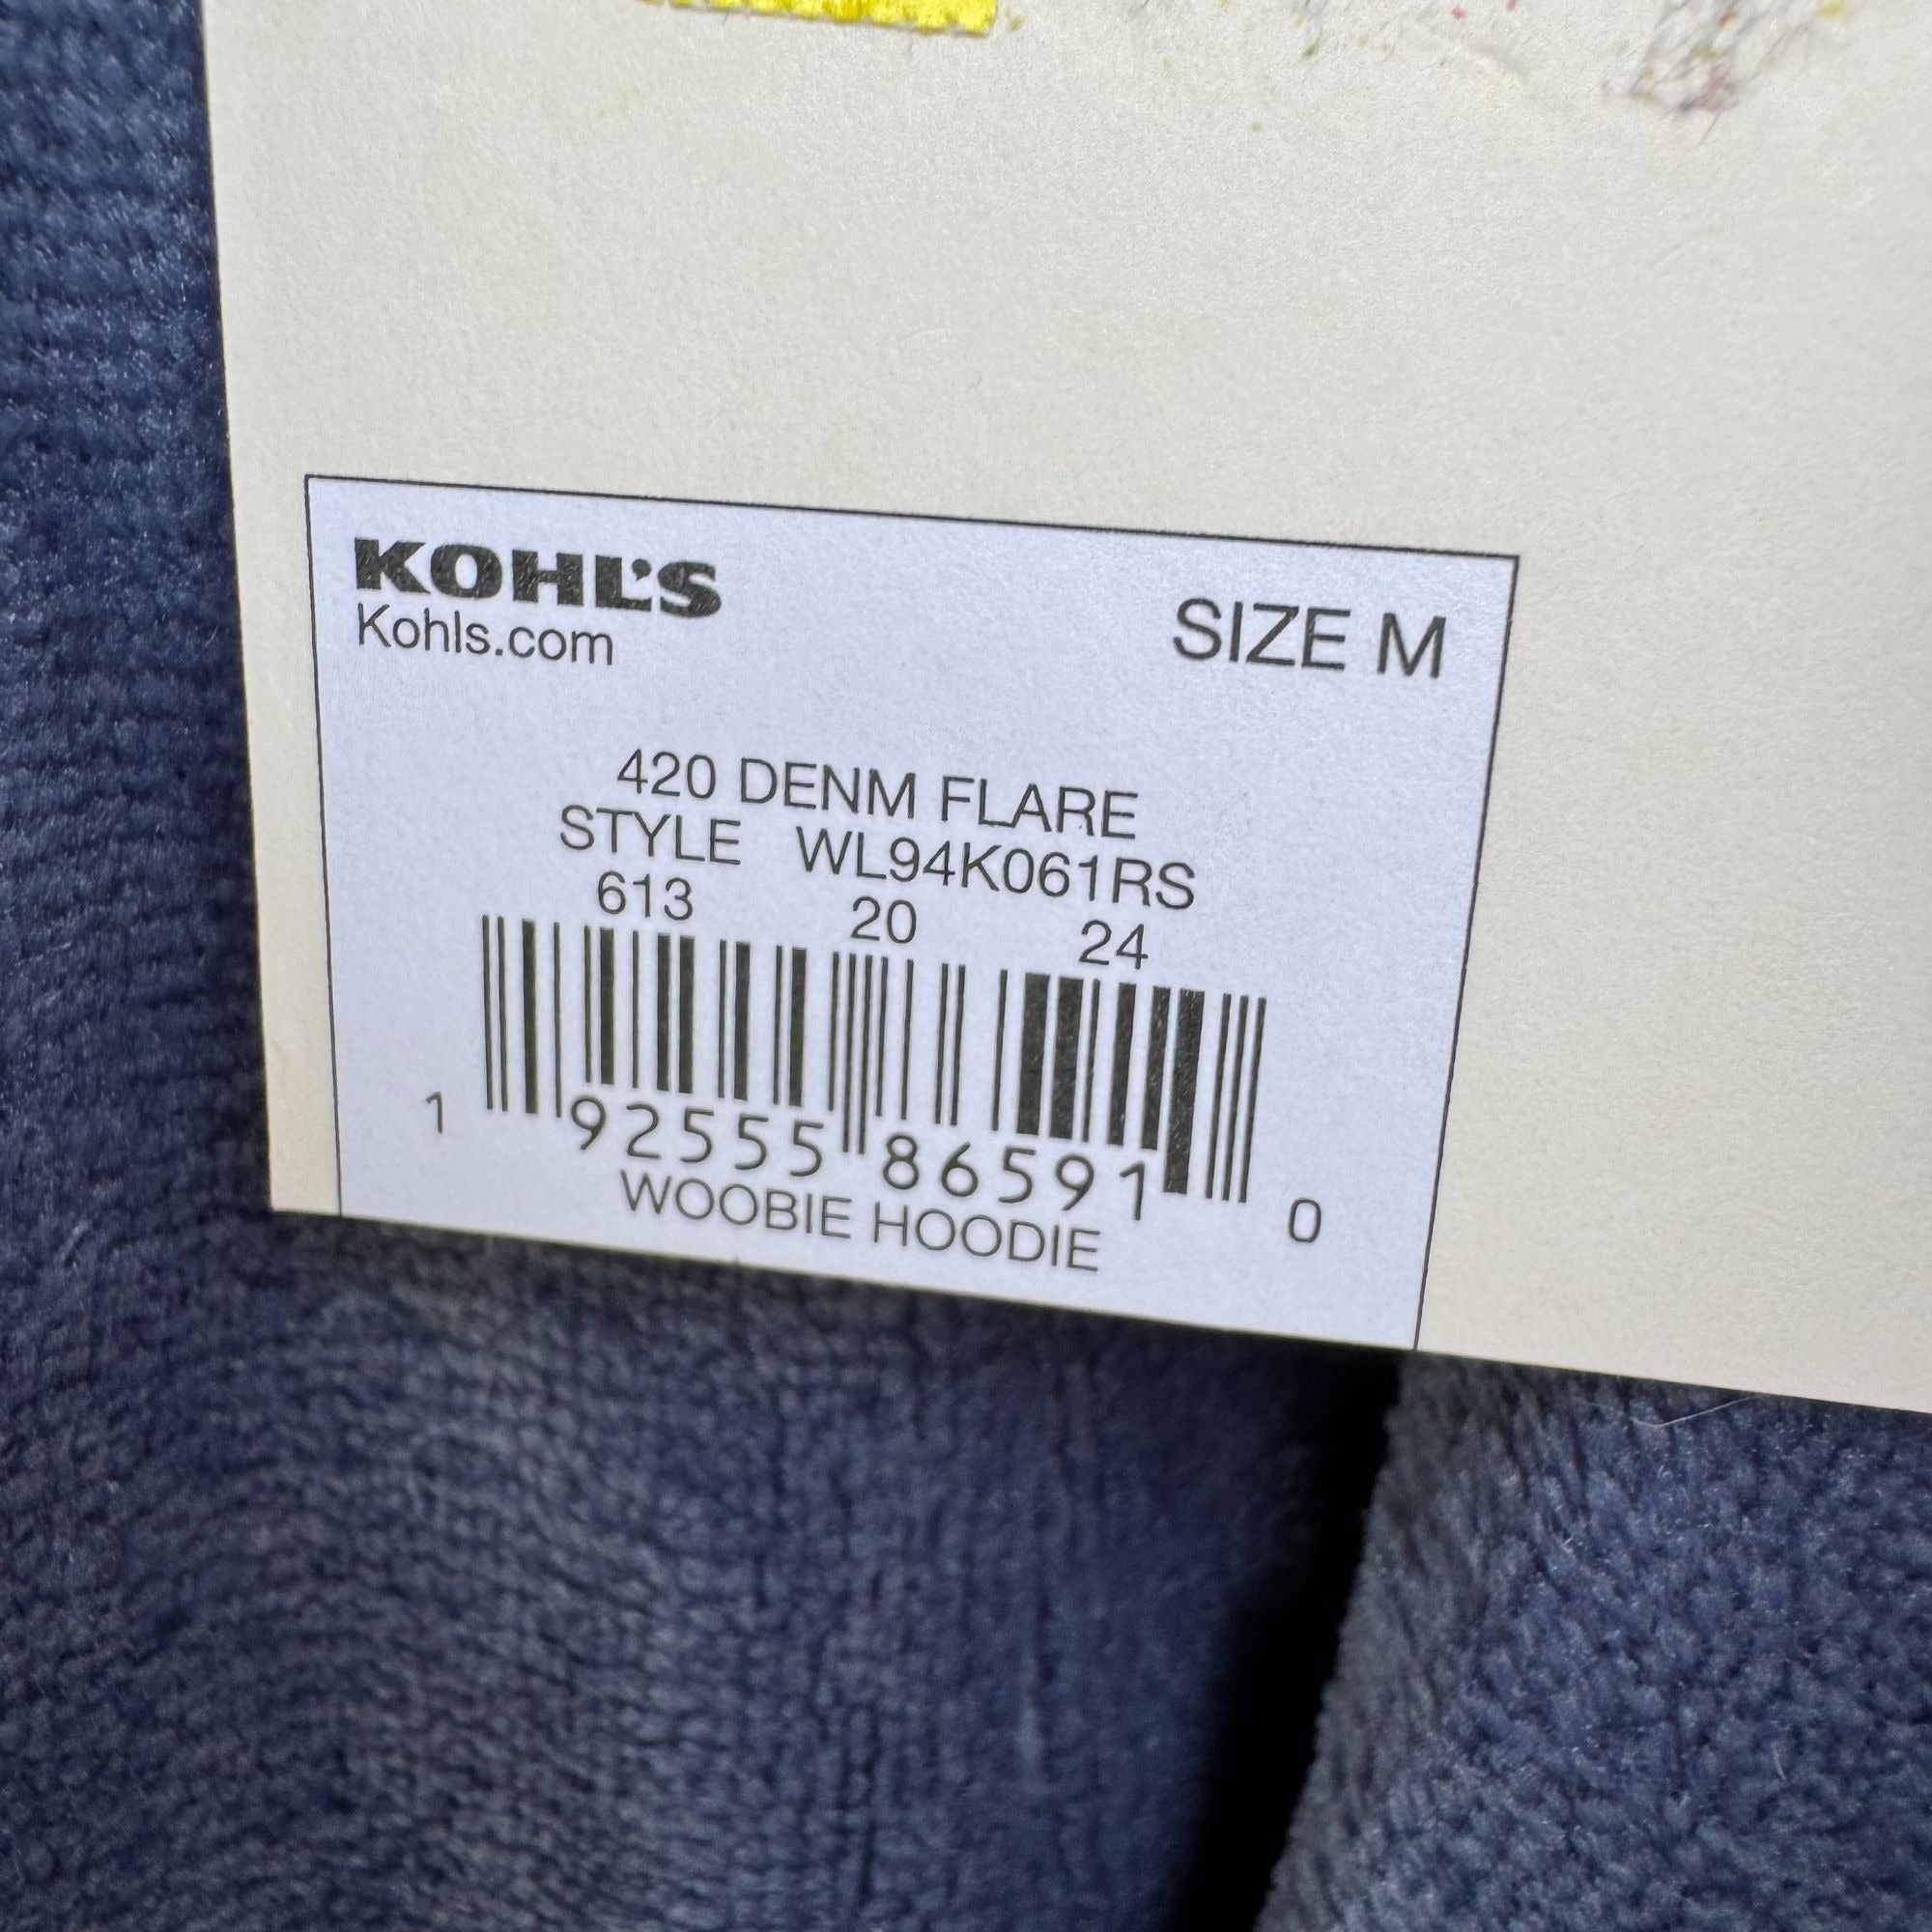 KOHL'S
Kohls.com
SIZE M
420 DENM FLARE
STYLE WL94K061RS
613 20 24
1 92555 86591 0
WOOBIE HOODIE